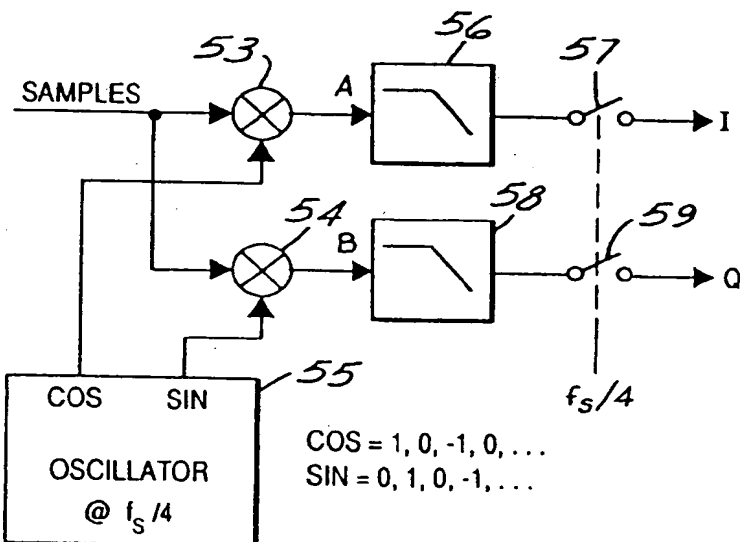 53
56
57
SAMPLES
A
I
54
58
59
B
Q
55
COS SIN
f_s/4
OSCILLATOR
@ f_s/4
COS = 1, 0, -1, 0, ...
SIN = 0, 1, 0, -1, ...